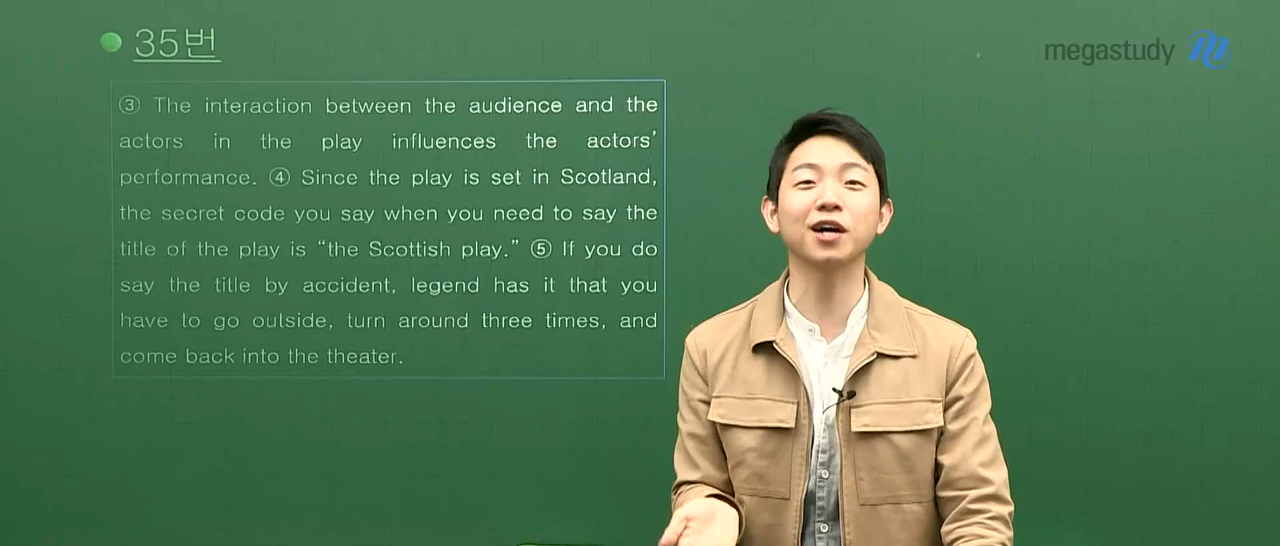 35번
megastudy
③ The interaction between the audience and the
actors in the play influences the actors’
performance. ④ Since the play is set in Scotland,
the secret code you say when you need to say the
title of the play is “the Scottish play.” ⑤ If you do
say the title by accident, legend has it that you
have to go outside, turn around three times, and
come back into the theater.